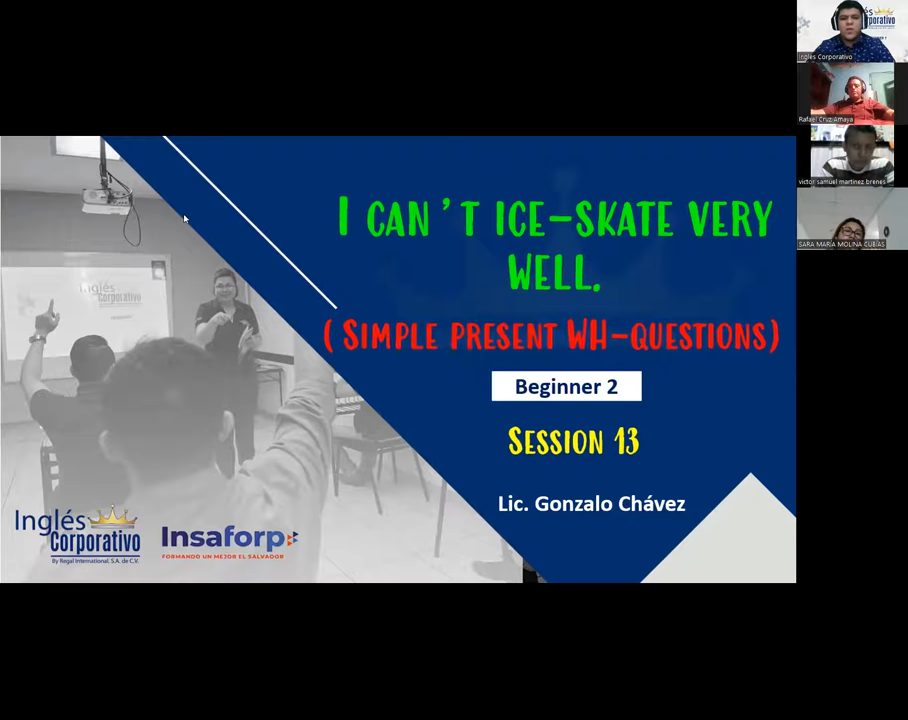 I CAN'T ICE-SKATE VERY
WELL.
(SIMPLE PRESENT WH-QUESTIONS)
Beginner 2
SESSION 13
Lic. Gonzalo Chávez
Inglés
Corporativo
By Regal International, S.A. de C.V.
Insaforp
FORMANDO UN MEJOR EL SALVADOR
Inglés
Corporativo
Ingles Corporativo
Rafael Cruz Amaya
victor samuel martinez brenes
SARA MARIA MOLINA CUBIAS